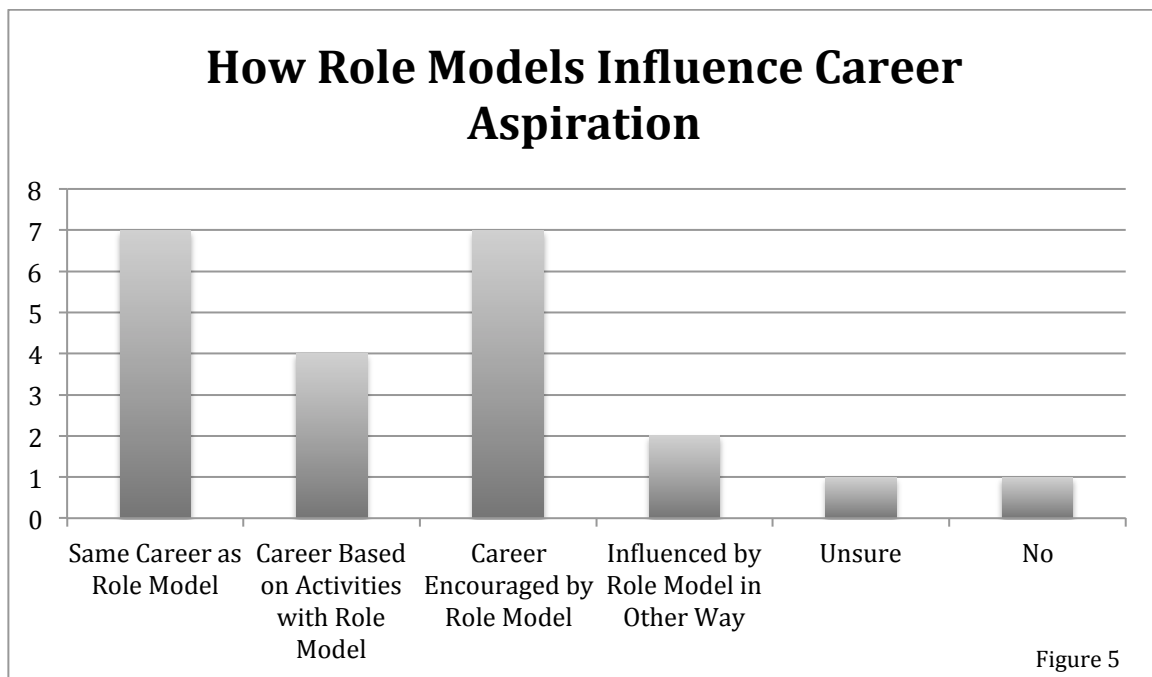 How Role Models Influence Career
Aspiration
8
7
6
5
4
3
2
1
0
Same Career as
Role Model
Career Based
on Activities
with Role
Model
Career
Encouraged by
Role Model
Influenced by
Role Model in
Other Way
Unsure
No
Figure 5